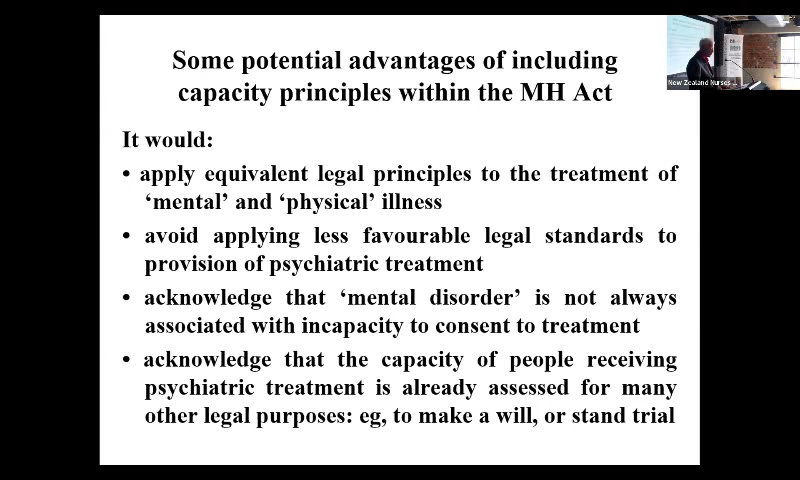 Some potential advantages of including
capacity principles within the MH Act
It would:
• apply equivalent legal principles to the treatment of
‘mental’ and ‘physical’ illness
• avoid applying less favourable legal standards to
provision of psychiatric treatment
• acknowledge that ‘mental disorder’ is not always
associated with incapacity to consent to treatment
• acknowledge that the capacity of people receiving
psychiatric treatment is already assessed for many
other legal purposes: eg, to make a will, or stand trial
New Zealand Nurses ...